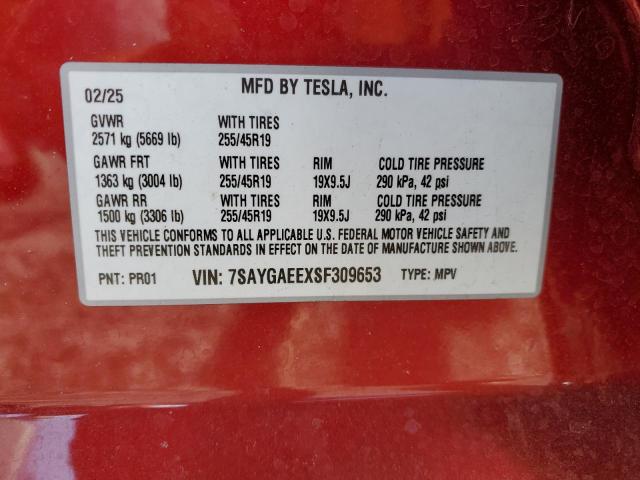 02/25 MFD BY TESLA, INC.
GVWR WITH TIRES
2571 kg (5669 lb) 255/45R19
GAWR FRT WITH TIRES RIM COLD TIRE PRESSURE
1363 kg (3004 lb) 255/45R19 19X9.5J 290 kPa, 42 psi
GAWR RR WITH TIRES RIM COLD TIRE PRESSURE
1500 kg (3306 lb) 255/45R19 19X9.5J 290 kPa, 42 psi
THIS VEHICLE CONFORMS TO ALL APPLICABLE U.S. FEDERAL MOTOR VEHICLE SAFETY AND
THEFT PREVENTION STANDARDS IN EFFECT ON THE DATE OF MANUFACTURE SHOWN ABOVE.
PNT: PR01 VIN: 7SAYGAEEXSF309653 TYPE: MPV